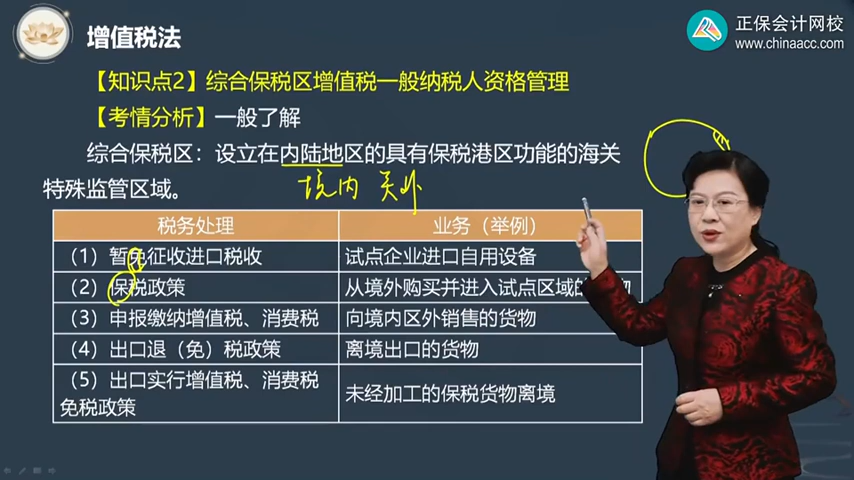 正保会计网校
www.chinaacc.com
增值税法
【知识点2】综合保税区增值税一般纳税人资格管理
【考情分析】一般了解
综合保税区：设立在内陆地区的具有保税港区功能的海关
特殊监管区域。
境内 关外
税务处理 业务（举例）
（1）暂免征收进口税收 试点企业进口自用设备
（2）保税政策 从境外购买并进入试点区域的 物
（3）申报缴纳增值税、消费税 向境内区外销售的货物
（4）出口退（免）税政策 离境出口的货物
（5）出口实行增值税、消费税
免税政策
未经加工的保税货物离境